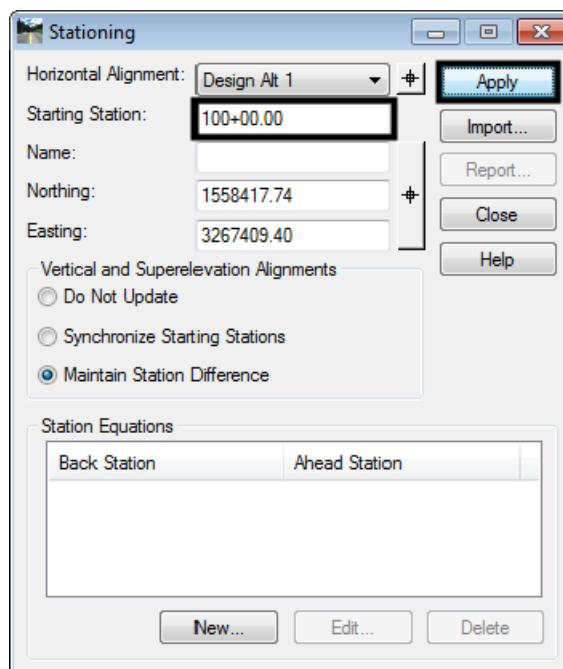 Stationing
Horizontal Alignment: Design Alt 1 Apply
Starting Station: 100+00.00 Import...
Name: Report...
Northing: 1558417.74
Easting: 3267409.40 Close
Help
Vertical and Superelevation Alignments
Do Not Update
Synchronize Starting Stations
Maintain Station Difference
Station Equations
Back Station Ahead Station
New... Edit... Delete